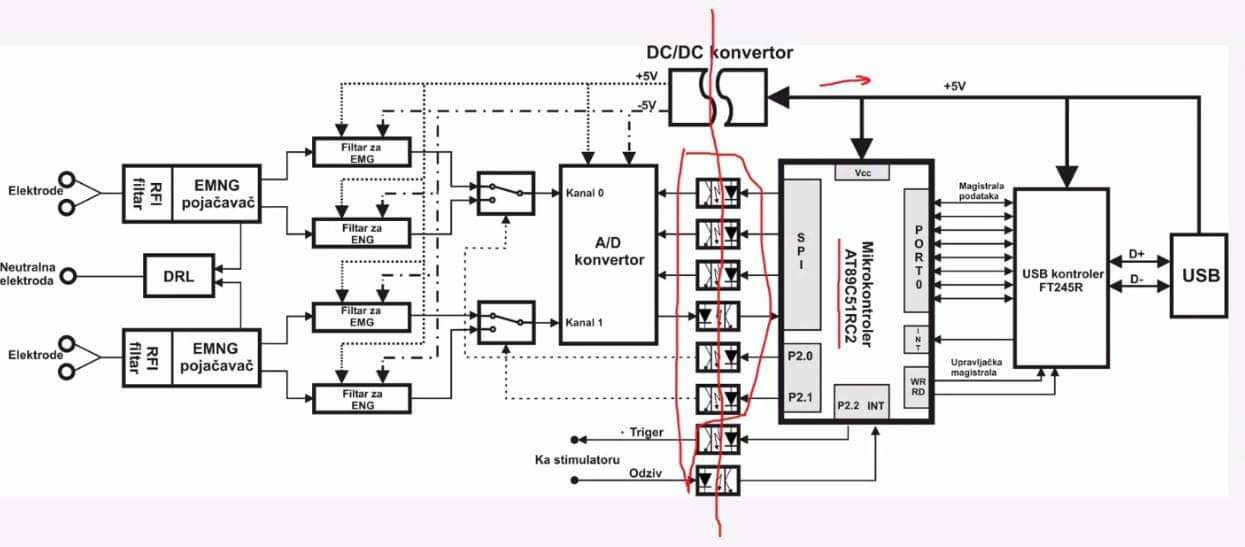 DC/DC konvertor
+5V
-5V
+5V
Filtar za
EMG
Elektrode
RFI
filtar
EMNG
pojačavač
Filtar za
ENG
Kanal 0
A/D
konvertor
Kanal 1
SPI
Vcc
Mikrokontroler
AT89C51RC2
PORT0
Magistrala
podataka
USB kontroler
FT245R
D+
D-
USB
Neutralna
elektroda
DRL
Filtar za
EMG
Elektrode
RFI
filtar
EMNG
pojačavač
Filtar za
ENG
P2.0
P2.1
P2.2 INT
INT
WR
RD
Upravljačka
magistrala
Triger
Ka stimulatoru
Odziv